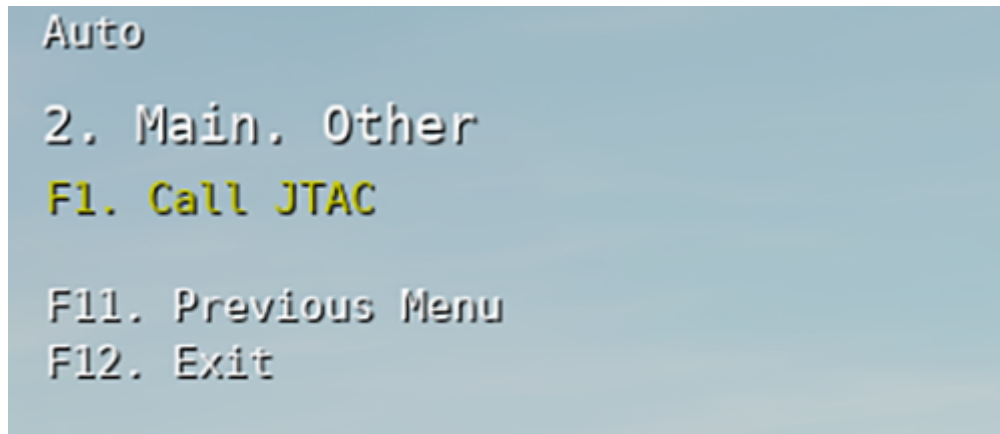 Auto
2. Main. Other
F1. Call JTAC
F11. Previous Menu
F12. Exit